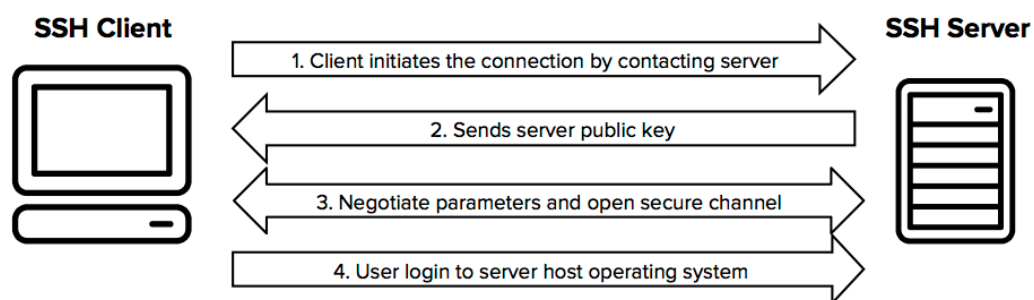 SSH Client
SSH Server
1. Client initiates the connection by contacting server
2. Sends server public key
3. Negotiate parameters and open secure channel
4. User login to server host operating system